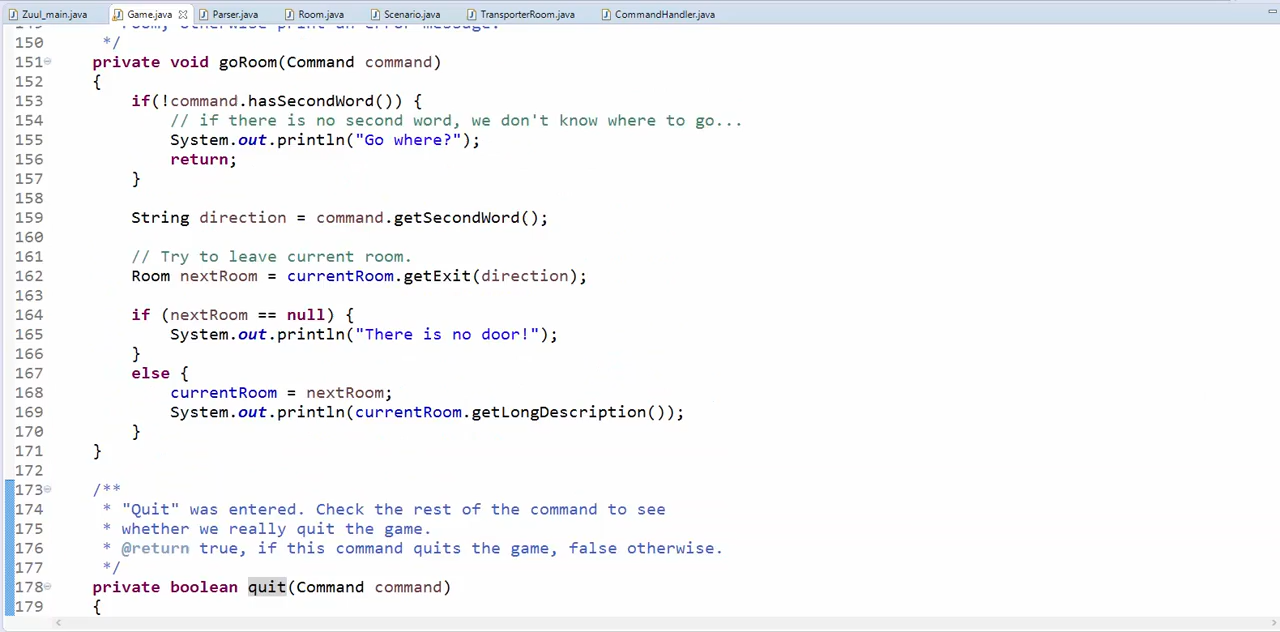 Zuul_main.java Game.java Parser.java Room.java Scenario.java TransporterRoom.java CommandHandler.java
room, otherwise print an error message.
150 */
151 private void goRoom(Command command)
152 {
153 if(!command.hasSecondWord()) {
154 // if there is no second word, we don't know where to go...
155 System.out.println("Go where?");
156 return;
157 }
158
159 String direction = command.getSecondWord();
160
161 // Try to leave current room.
162 Room nextRoom = currentRoom.getExit(direction);
163
164 if (nextRoom == null) {
165 System.out.println("There is no door!");
166 }
167 else {
168 currentRoom = nextRoom;
169 System.out.println(currentRoom.getLongDescription());
170 }
171 }
172
173 /**
174 * "Quit" was entered. Check the rest of the command to see
175 * whether we really quit the game.
176 * @return true, if this command quits the game, false otherwise.
177 */
178 private boolean quit(Command command)
179 {